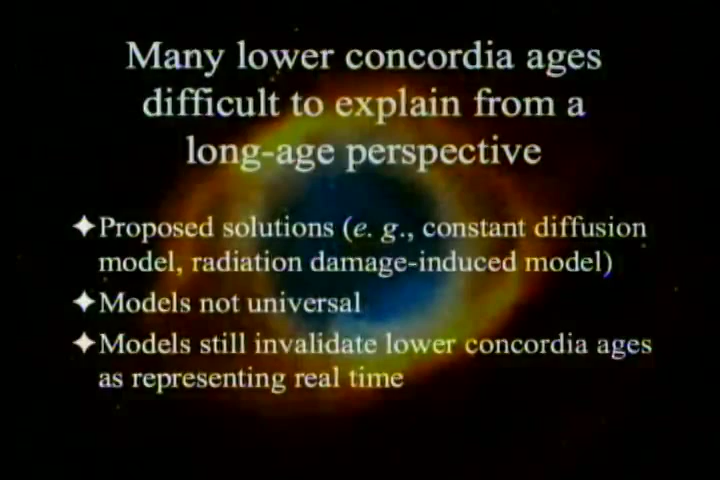 Many lower concordia ages
difficult to explain from a
long-age perspective
✦Proposed solutions (e. g., constant diffusion
model, radiation damage-induced model)
✦Models not universal
✦Models still invalidate lower concordia ages
as representing real time